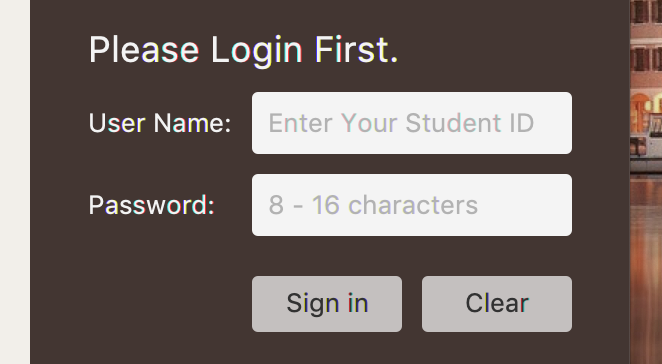 Please Login First.
User Name: Enter Your Student ID
Password: 8 - 16 characters
Sign in Clear